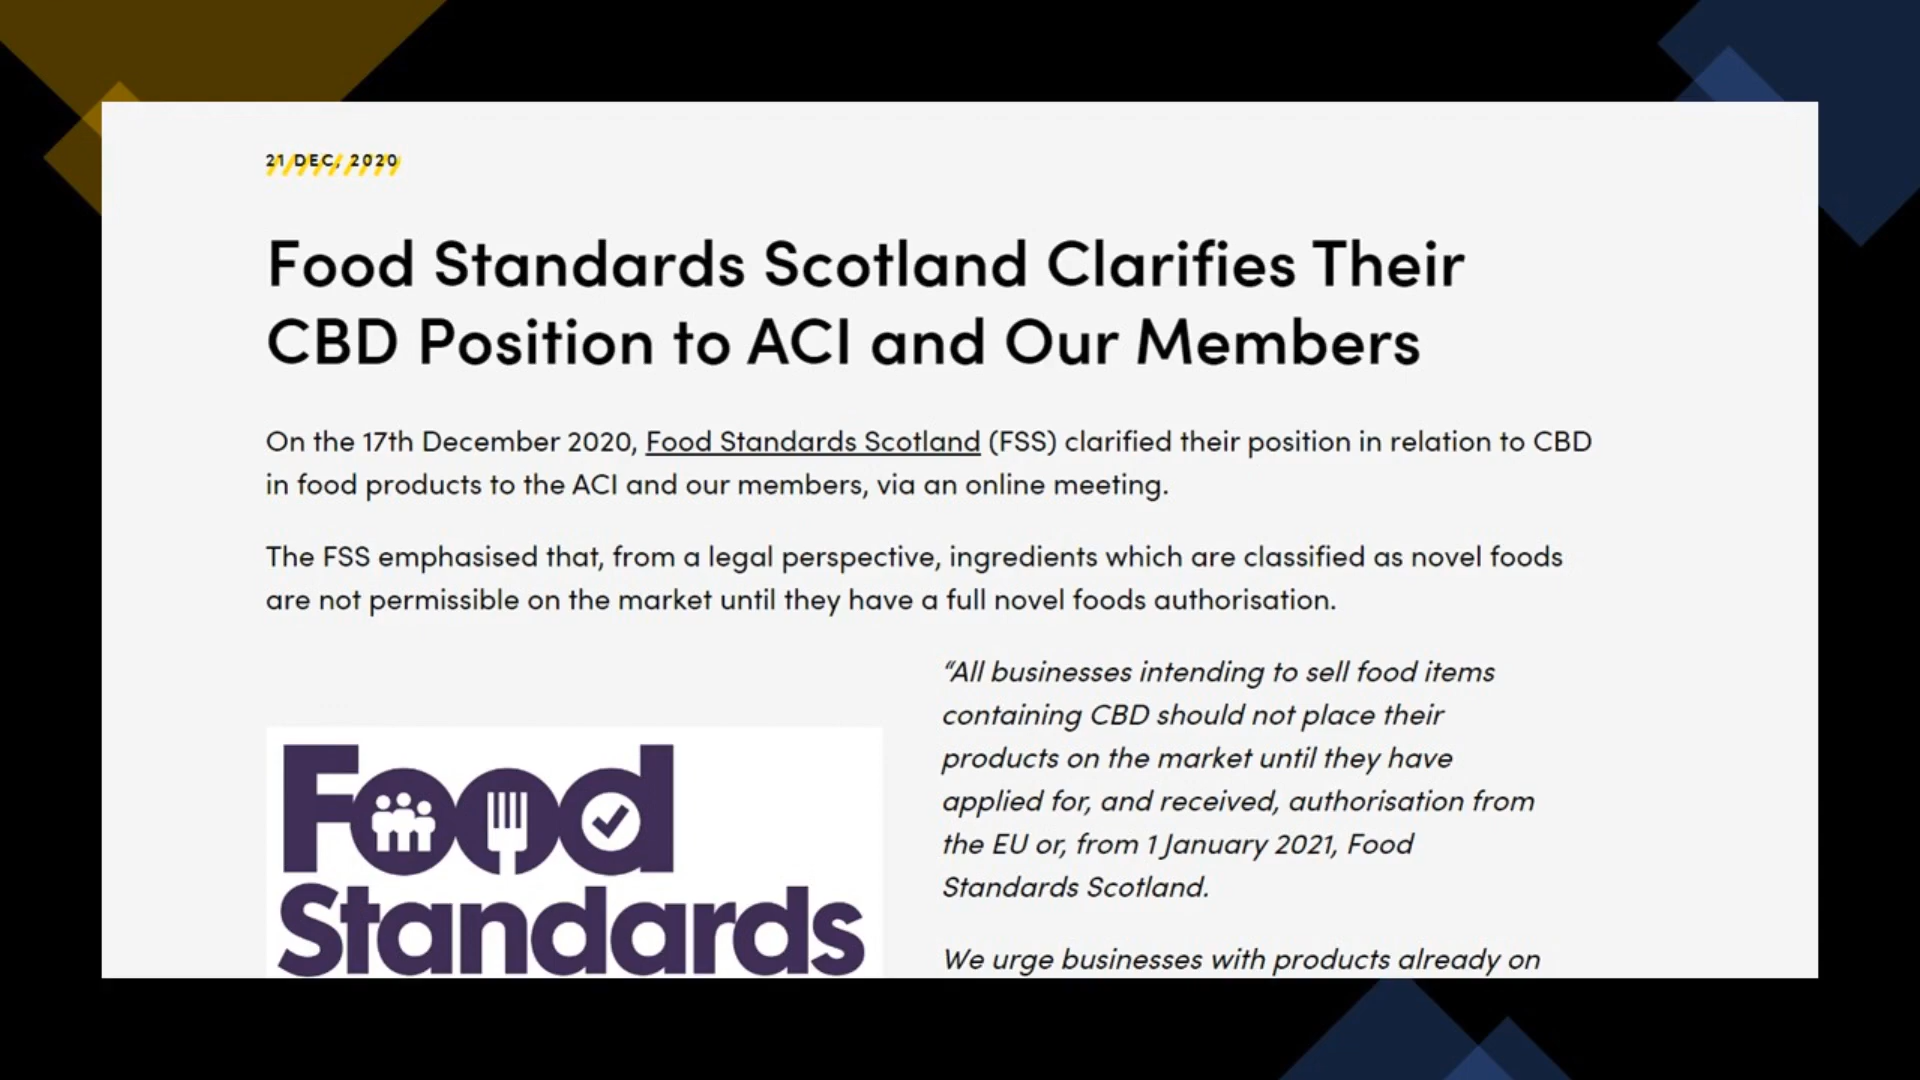 21 DEC, 2020
Food Standards Scotland Clarifies Their
CBD Position to ACI and Our Members
On the 17th December 2020, Food Standards Scotland (FSS) clarified their position in relation to CBD
in food products to the ACI and our members, via an online meeting.
The FSS emphasised that, from a legal perspective, ingredients which are classified as novel foods
are not permissible on the market until they have a full novel foods authorisation.
“All businesses intending to sell food items
containing CBD should not place their
products on the market until they have
applied for, and received, authorisation from
the EU or, from 1 January 2021, Food
Standards Scotland.
We urge businesses with products already on
Food
Standards